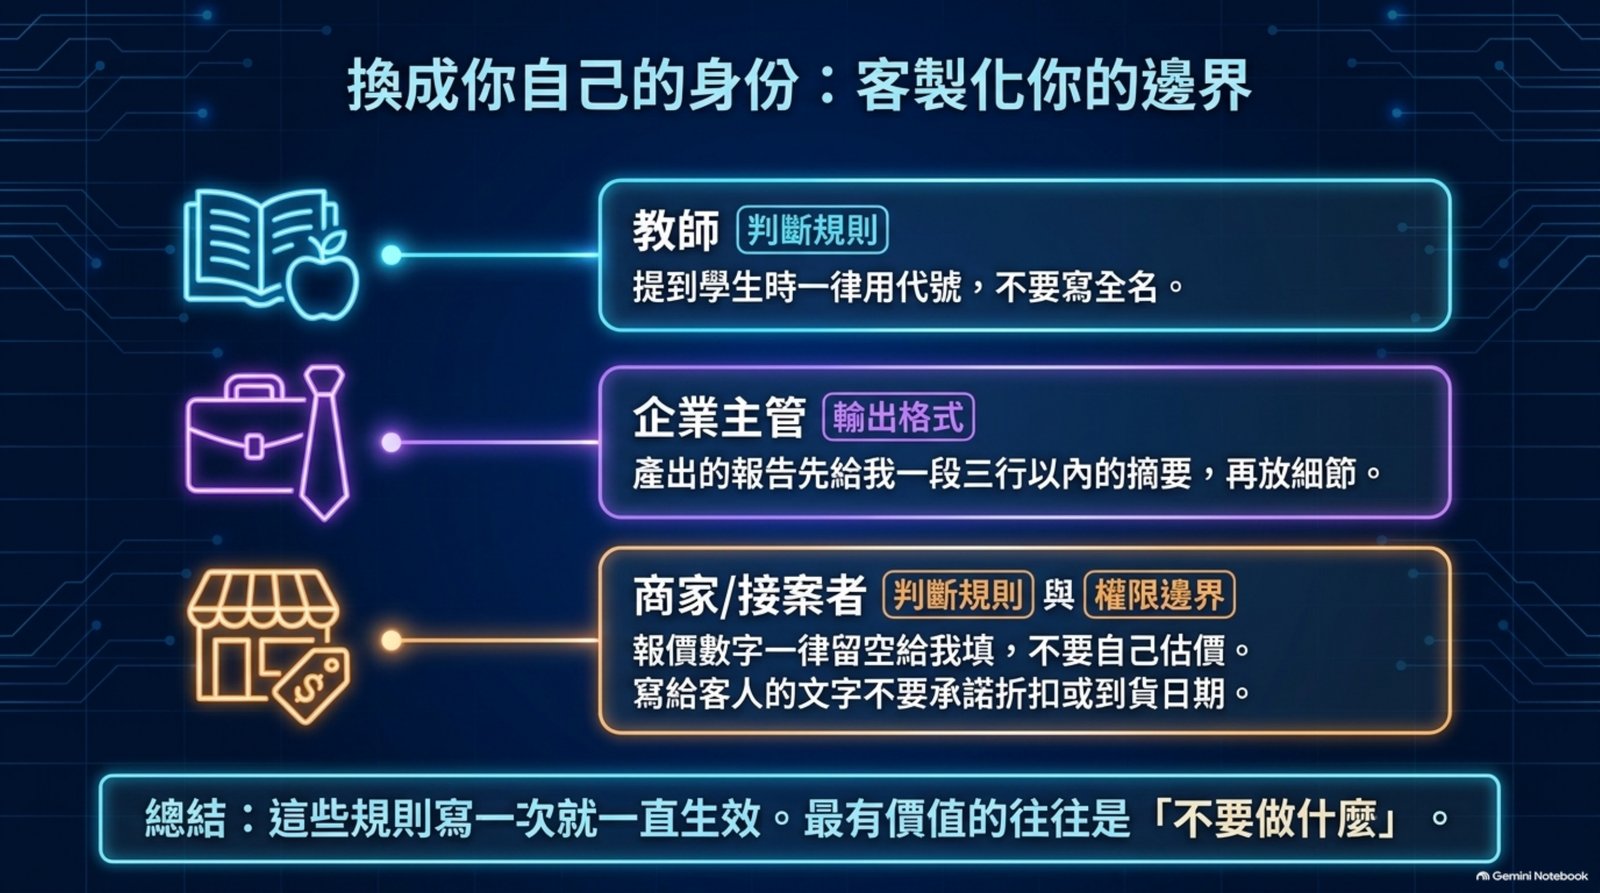 換成你自己的身份：客製化你的邊界
教師 判斷規則
提到學生時一律用代號，不要寫全名。
企業主管 輸出格式
產出的報告先給我一段三行以內的摘要，再放細節。
商家/接案者 判斷規則 與 權限邊界
報價數字一律留空給我填，不要自己估價。
寫給客人的文字不要承諾折扣或到貨日期。
總結：這些規則寫一次就一直生效。最有價值的往往是「不要做什麼」。
Gemini Notebook